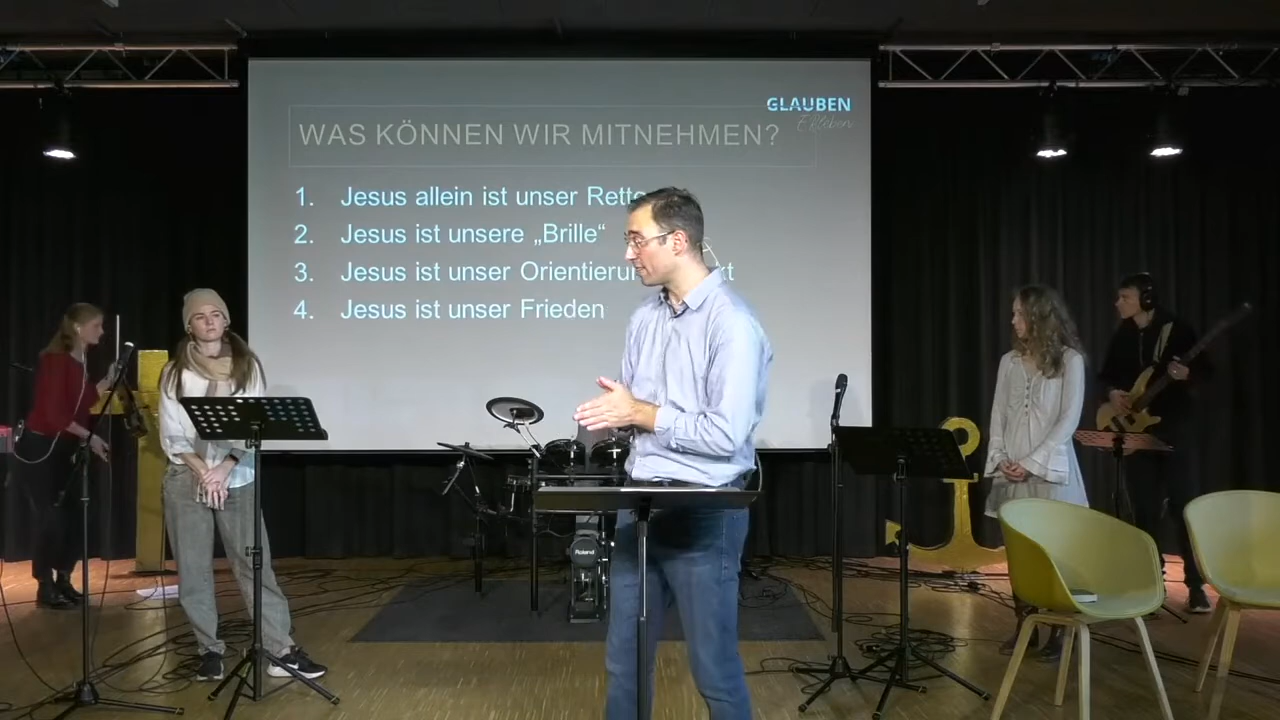 GLAUBEN
Erleben
WAS KÖNNEN WIR MITNEHMEN?
1. Jesus allein ist unser
2. Jesus ist unsere „Brille“
3. Jesus ist unser
4. Jesus ist unser Frieden
Roland